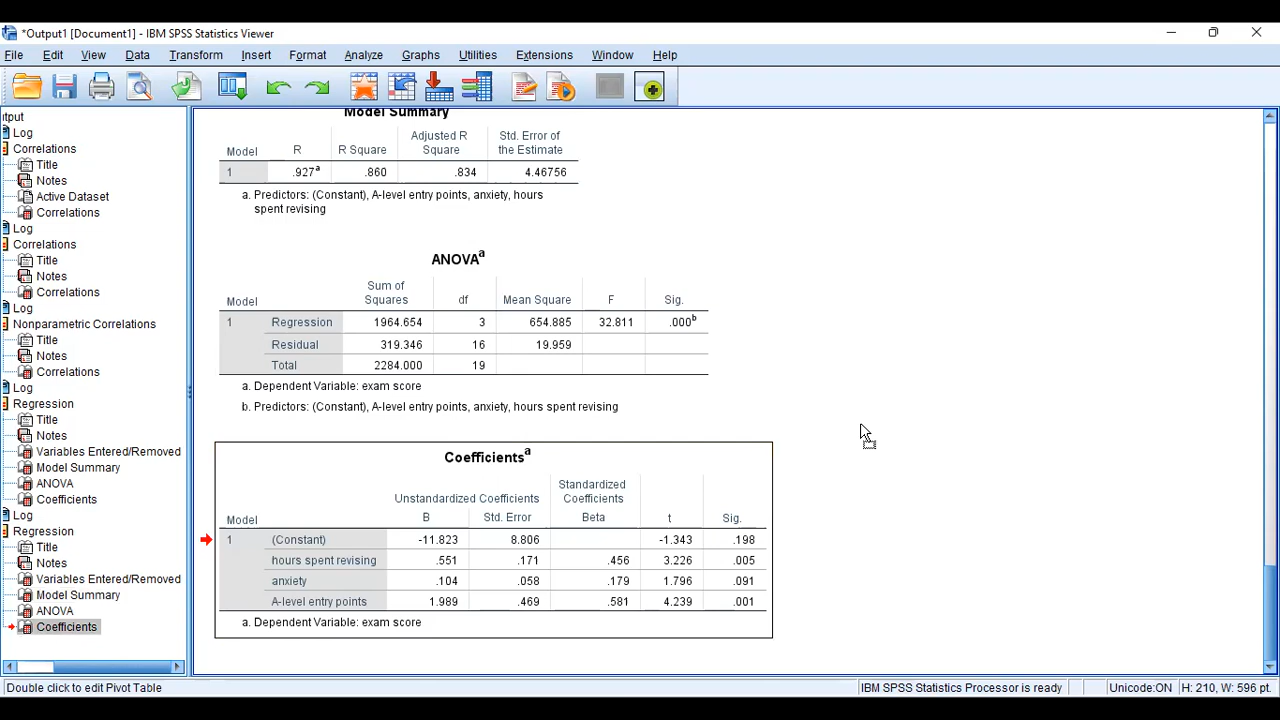 *Output1 [Document1] - IBM SPSS Statistics Viewer
File Edit View Data Transform Insert Format Analyze Graphs Utilities Extensions Window Help
tput
Log
Correlations
Title
Notes
Active Dataset
Correlations
Log
Correlations
Title
Notes
Correlations
Log
Nonparametric Correlations
Title
Notes
Correlations
Log
Regression
Title
Notes
Variables Entered/Removed
Model Summary
ANOVA
Coefficients
Log
Regression
Title
Notes
Variables Entered/Removed
Model Summary
ANOVA
Coefficients
Model Summary
Model R R Square Adjusted R Square Std. Error of the Estimate
1 .927a .860 .834 4.46756
a. Predictors: (Constant), A-level entry points, anxiety, hours
spent revising
ANOVAa
Model Sum of Squares df Mean Square F Sig.
1 Regression 1964.654 3 654.885 32.811 .000b
Residual 319.346 16 19.959
Total 2284.000 19
a. Dependent Variable: exam score
b. Predictors: (Constant), A-level entry points, anxiety, hours spent revising
Coefficientsa
Unstandardized Coefficients Standardized Coefficients
Model B Std. Error Beta t Sig.
1 (Constant) -11.823 8.806 -1.343 .198
hours spent revising .551 .171 .456 3.226 .005
anxiety .104 .058 .179 1.796 .091
A-level entry points 1.989 .469 .581 4.239 .001
a. Dependent Variable: exam score
Double click to edit Pivot Table IBM SPSS Statistics Processor is ready Unicode:ON H: 210, W: 596 pt.